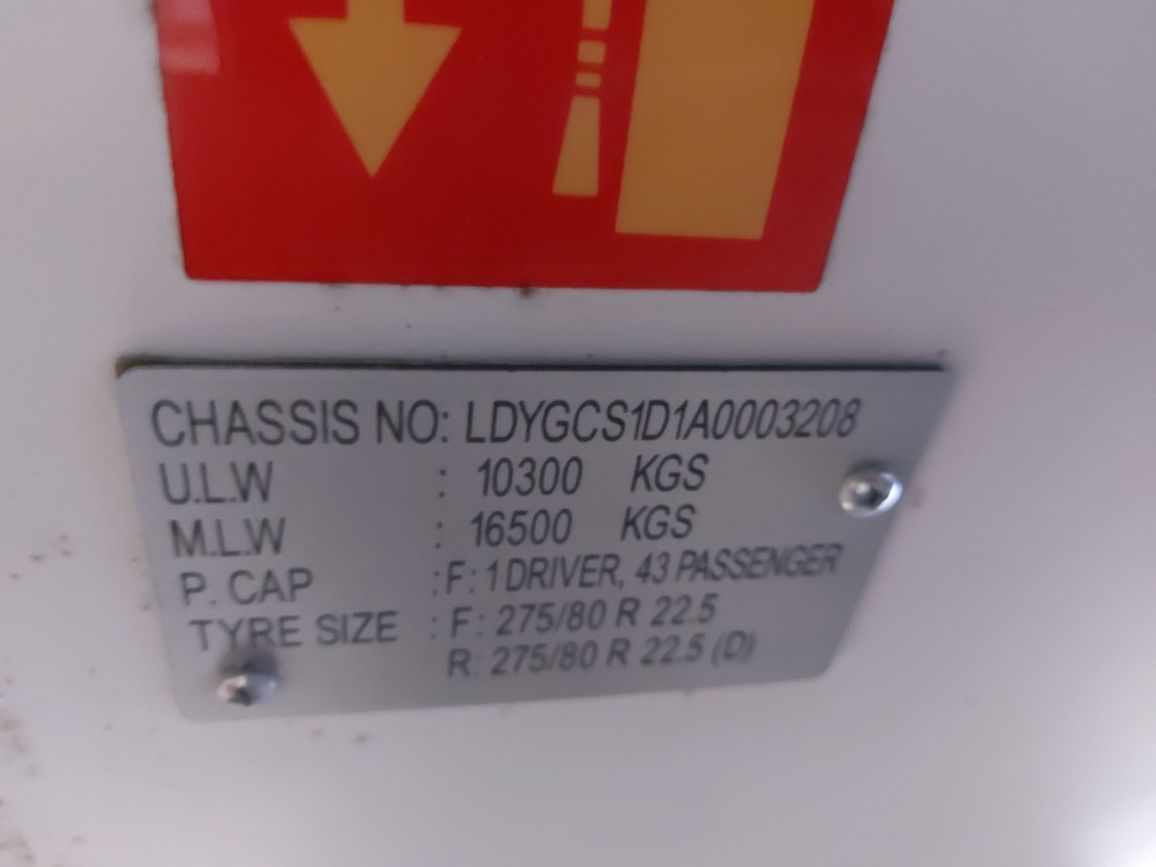 CHASSIS NO: LDYGCS1D1A0003208
U.L.W : 10300 KGS
M.L.W : 16500 KGS
P. CAP : F: 1 DRIVER, 43 PASSENGER
TYRE SIZE : F: 275/80 R 22.5
R: 275/80 R 22.5 (D)